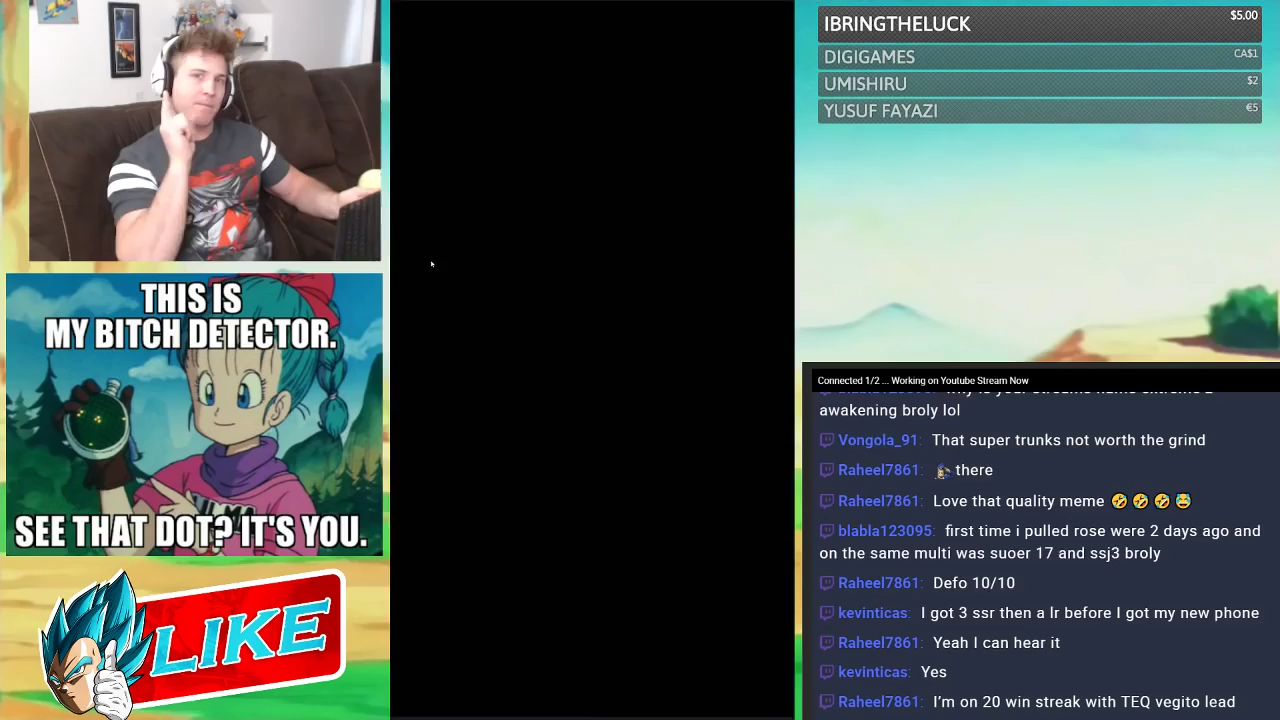 THIS IS
MY BITCH DETECTOR.
SEE THAT DOT? IT'S YOU.
LIKE
IBRINGTHELUCK $5.00
DIGIGAMES CA$1
UMISHIRU $2
YUSUF FAYAZI €5
Connected 1/2 ... Working on Youtube Stream Now
awakening broly lol
Vongola_91: That super trunks not worth the grind
Raheel7861: there
Raheel7861: Love that quality meme 🤣 🤣 🤣 😅
blabla123095: first time i pulled rose were 2 days ago and
on the same multi was suoer 17 and ssj3 broly
Raheel7861: Defo 10/10
kevinticas: I got 3 ssr then a lr before I got my new phone
Raheel7861: Yeah I can hear it
kevinticas: Yes
Raheel7861: I'm on 20 win streak with TEQ vegito lead